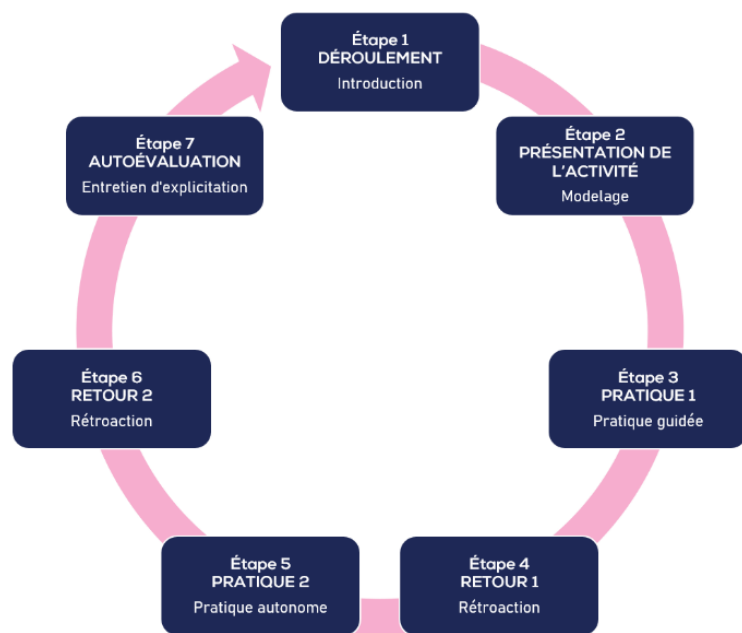 Étape 1
DÉROULEMENT
Introduction
Étape 2
PRÉSENTATION DE
L'ACTIVITÉ
Modelage
Étape 3
PRATIQUE 1
Pratique guidée
Étape 4
RETOUR 1
Rétroaction
Étape 5
PRATIQUE 2
Pratique autonome
Étape 6
RETOUR 2
Rétroaction
Étape 7
AUTOÉVALUATION
Entretien d'explicitation